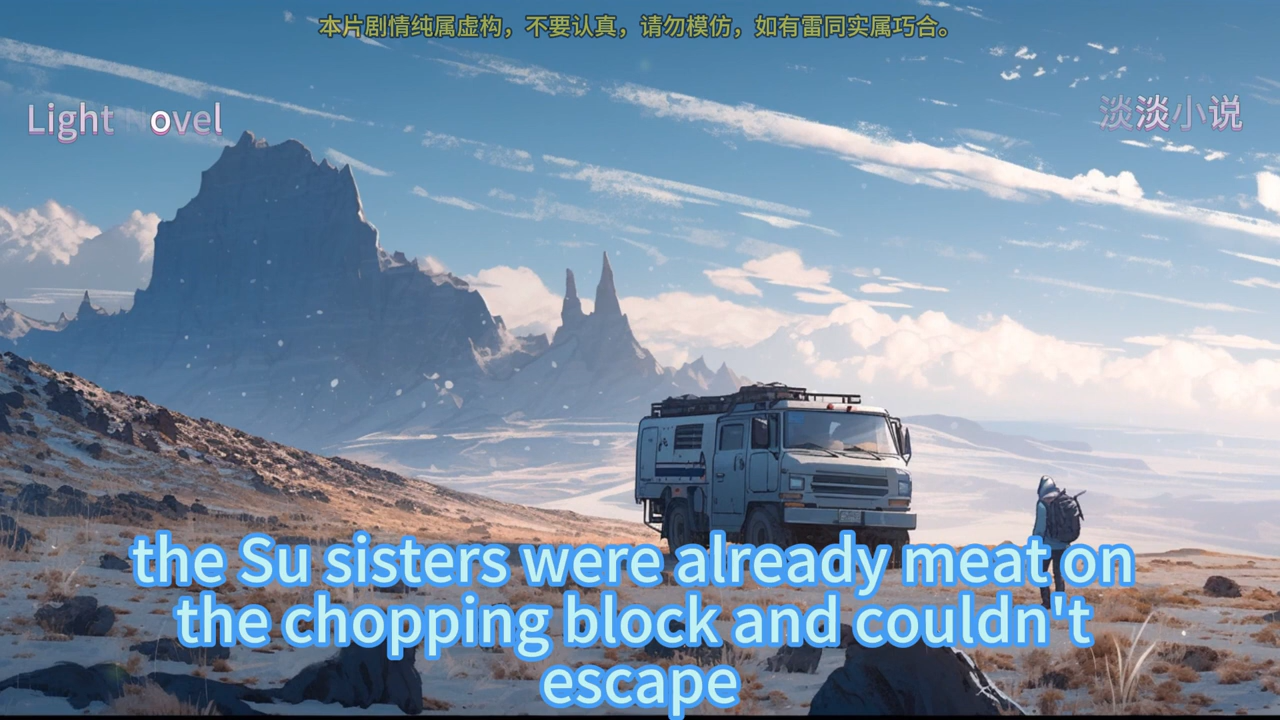 本片剧情纯属虚构，不要认真，请勿模仿，如有雷同实属巧合。
Light Novel
淡淡小说
the Su sisters were already meat on
the chopping block and couldn't
escape